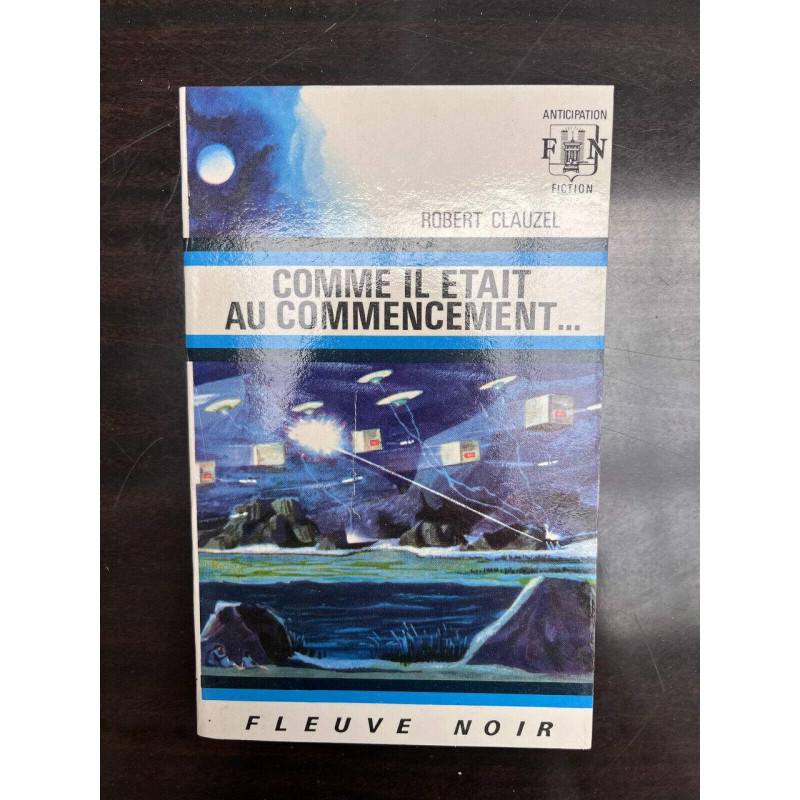 ANTICIPATION
F N
FICTION
ROBERT CLAUZEL
COMME IL ETAIT
AU COMMENCEMENT...
FLEUVE NOIR